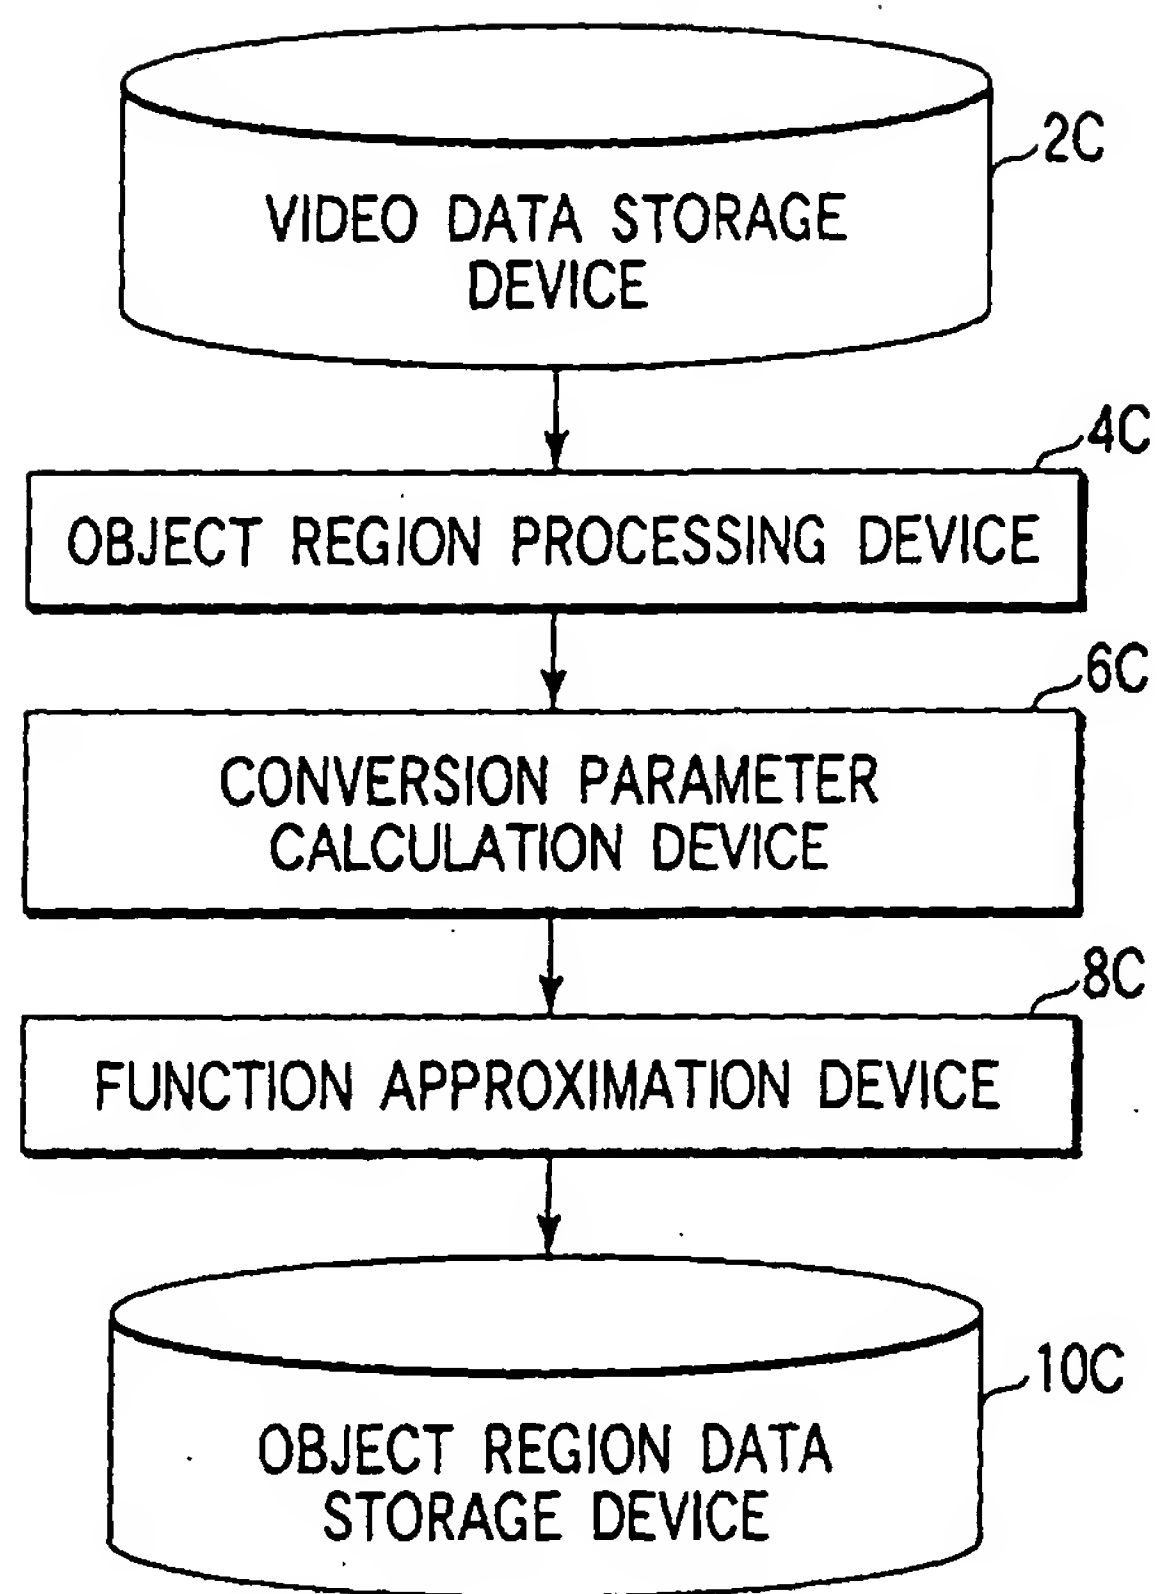 2C
VIDEO DATA STORAGE
DEVICE
4C
OBJECT REGION PROCESSING DEVICE
6C
CONVERSION PARAMETER
CALCULATION DEVICE
8C
FUNCTION APPROXIMATION DEVICE
10C
OBJECT REGION DATA
STORAGE DEVICE